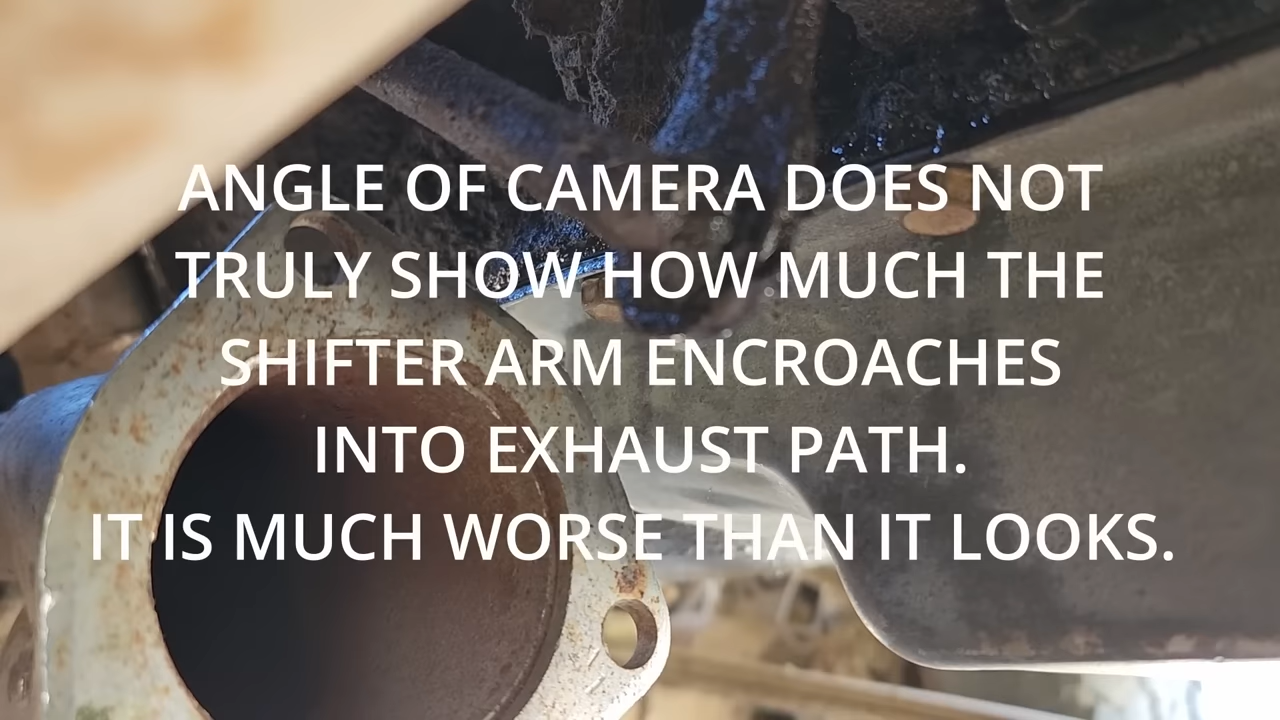 ANGLE OF CAMERA DOES NOT
TRULY SHOW HOW MUCH THE
SHIFTER ARM ENCROACHES
INTO EXHAUST PATH.
IT IS MUCH WORSE THAN IT LOOKS.